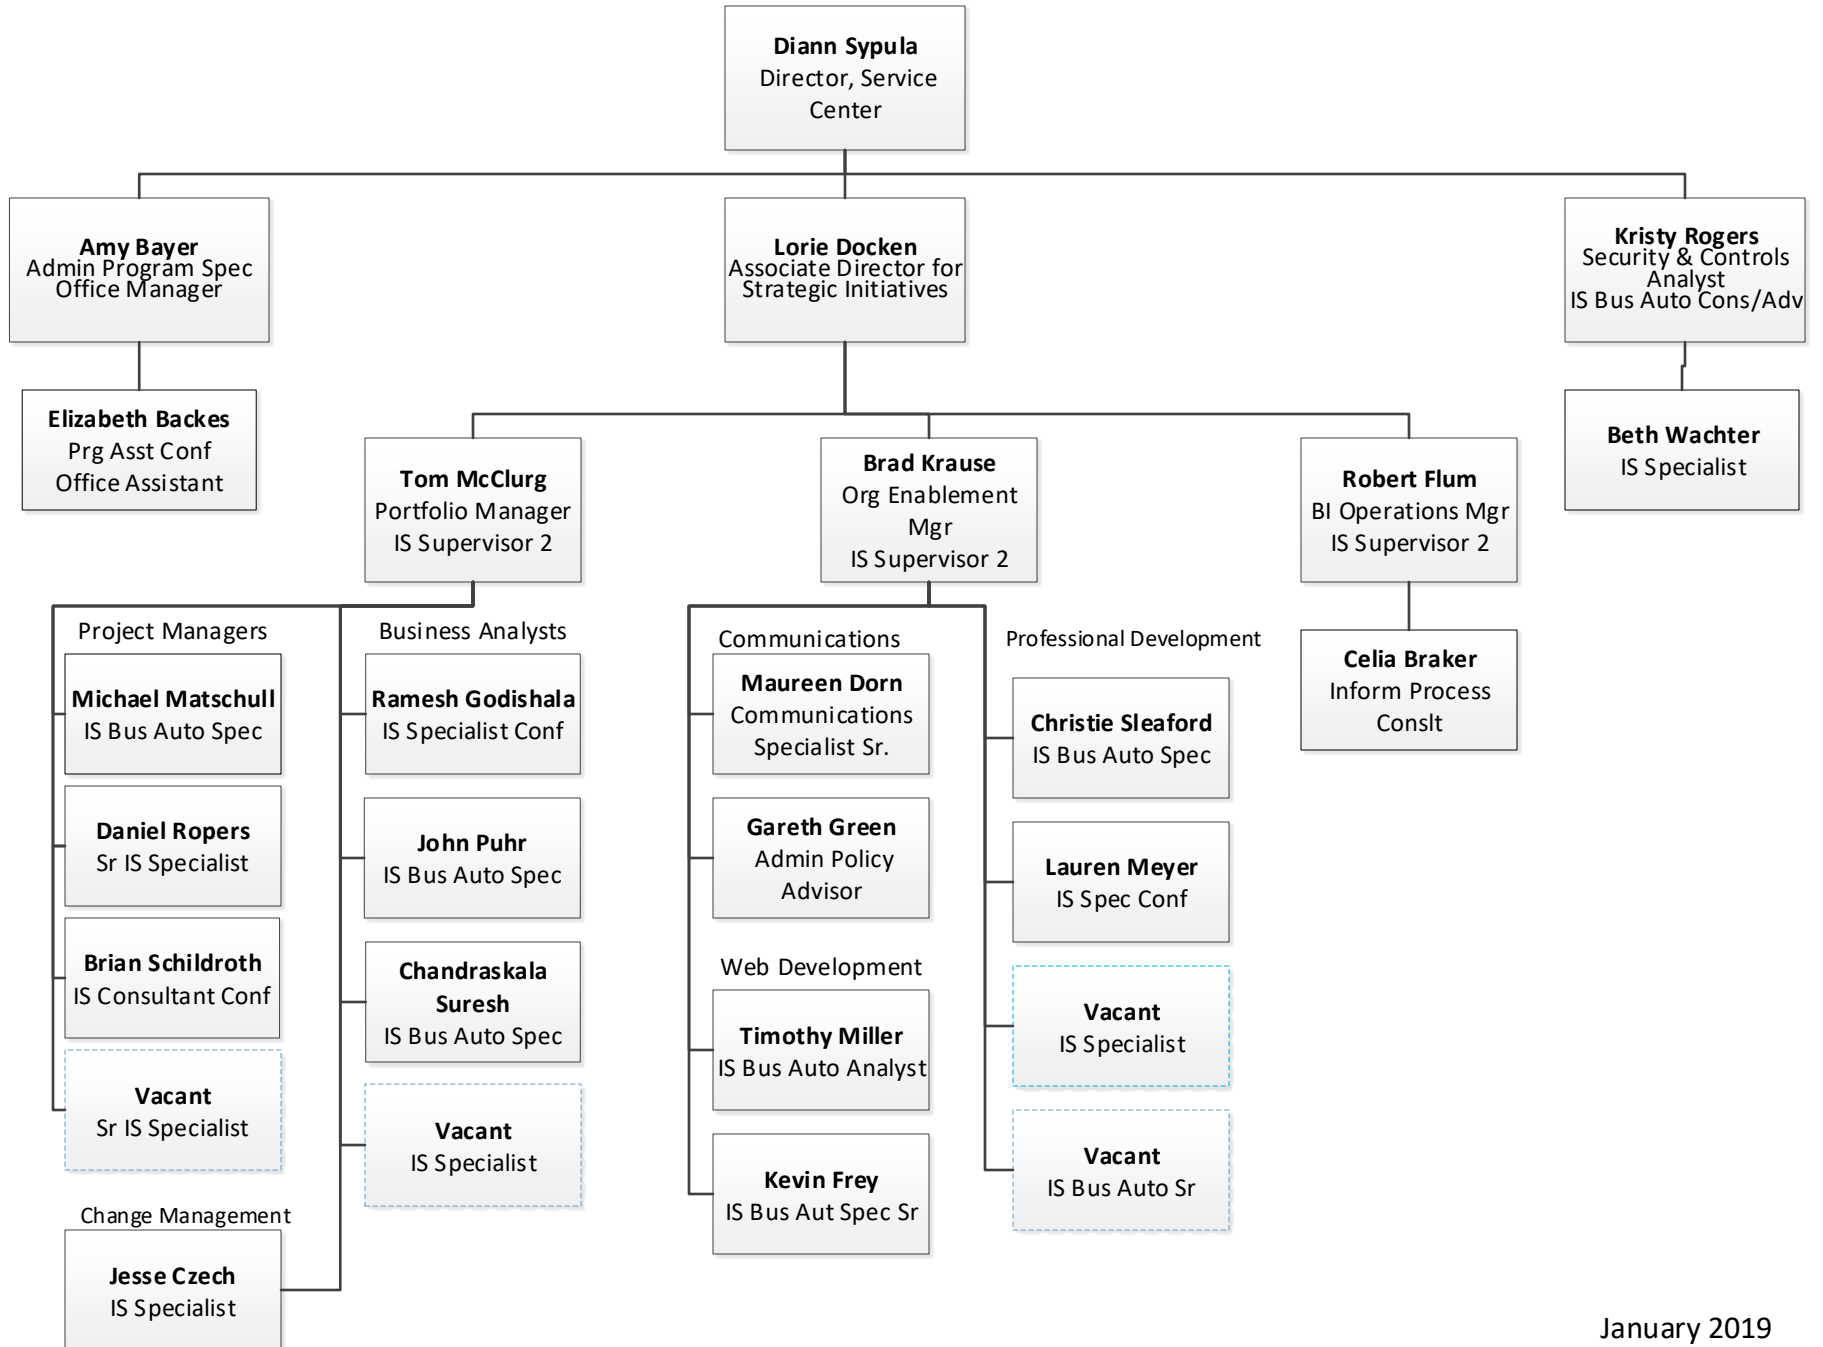 Diann Sypula
Director, Service
Center
Amy Bayer
Admin Program Spec
Office Manager
Lorie Docken
Associate Director for
Strategic Initiatives
Kristy Rogers
Security & Controls
Analyst
IS Bus Auto Cons/Adv
Elizabeth Backes
Prg Asst Conf
Office Assistant
Beth Wachter
IS Specialist
Tom McClurg
Portfolio Manager
IS Supervisor 2
Brad Krause
Org Enablement
Mgr
IS Supervisor 2
Robert Flum
BI Operations Mgr
IS Supervisor 2
Project Managers
Michael Matschull
IS Bus Auto Spec
Daniel Ropers
Sr IS Specialist
Brian Schildroth
IS Consultant Conf
Vacant
Sr IS Specialist
Change Management
Jesse Czech
IS Specialist
Business Analysts
Ramesh Godishala
IS Specialist Conf
John Puhr
IS Bus Auto Spec
Chandraskala
Suresh
IS Bus Auto Spec
Vacant
IS Specialist
Communications
Maureen Dorn
Communications
Specialist Sr.
Gareth Green
Admin Policy
Advisor
Web Development
Timothy Miller
IS Bus Auto Analyst
Kevin Frey
IS Bus Aut Spec Sr
Professional Development
Christie Sleaford
IS Bus Auto Spec
Lauren Meyer
IS Spec Conf
Vacant
IS Specialist
Vacant
IS Bus Auto Sr
Celia Braker
Inform Process
Conslt
January 2019